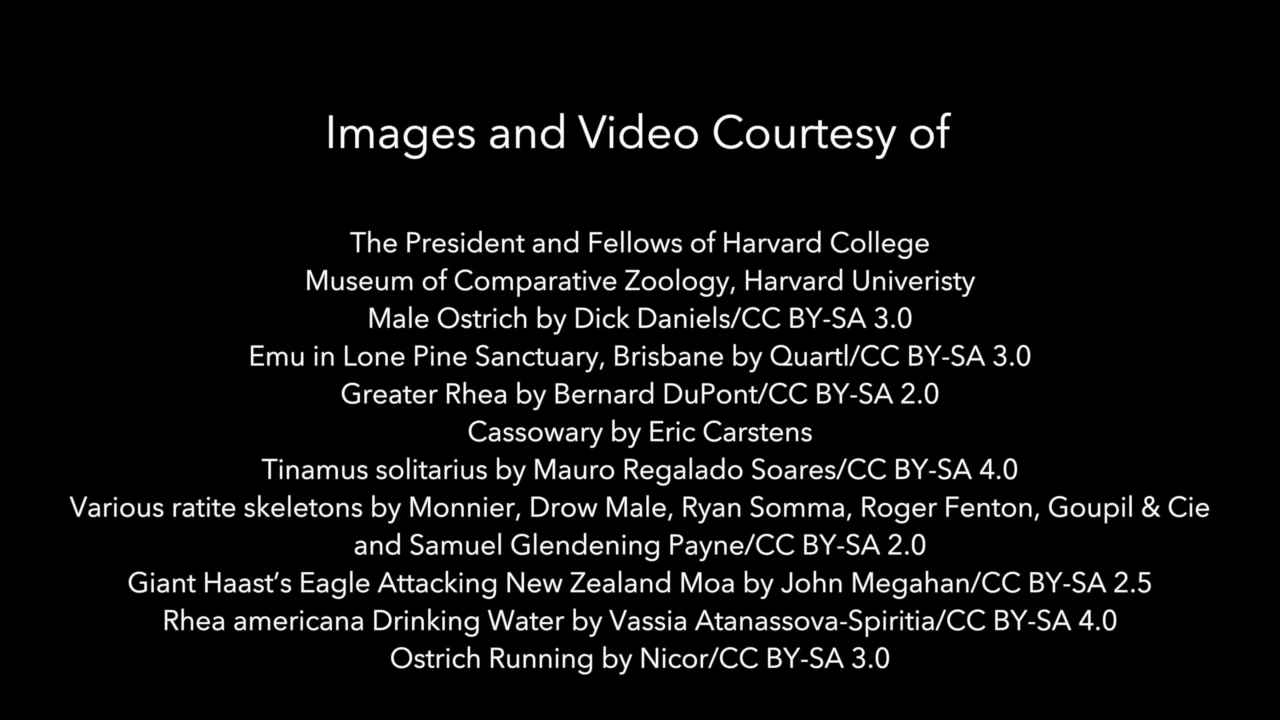 Images and Video Courtesy of
The President and Fellows of Harvard College
Museum of Comparative Zoology, Harvard Univeristy
Male Ostrich by Dick Daniels/CC BY-SA 3.0
Emu in Lone Pine Sanctuary, Brisbane by Quartl/CC BY-SA 3.0
Greater Rhea by Bernard DuPont/CC BY-SA 2.0
Cassowary by Eric Carstens
Tinamus solitarius by Mauro Regalado Soares/CC BY-SA 4.0
Various ratite skeletons by Monnier, Drow Male, Ryan Somma, Roger Fenton, Goupil & Cie
and Samuel Glendening Payne/CC BY-SA 2.0
Giant Haast’s Eagle Attacking New Zealand Moa by John Megahan/CC BY-SA 2.5
Rhea americana Drinking Water by Vassia Atanassova-Spiritia/CC BY-SA 4.0
Ostrich Running by Nicor/CC BY-SA 3.0